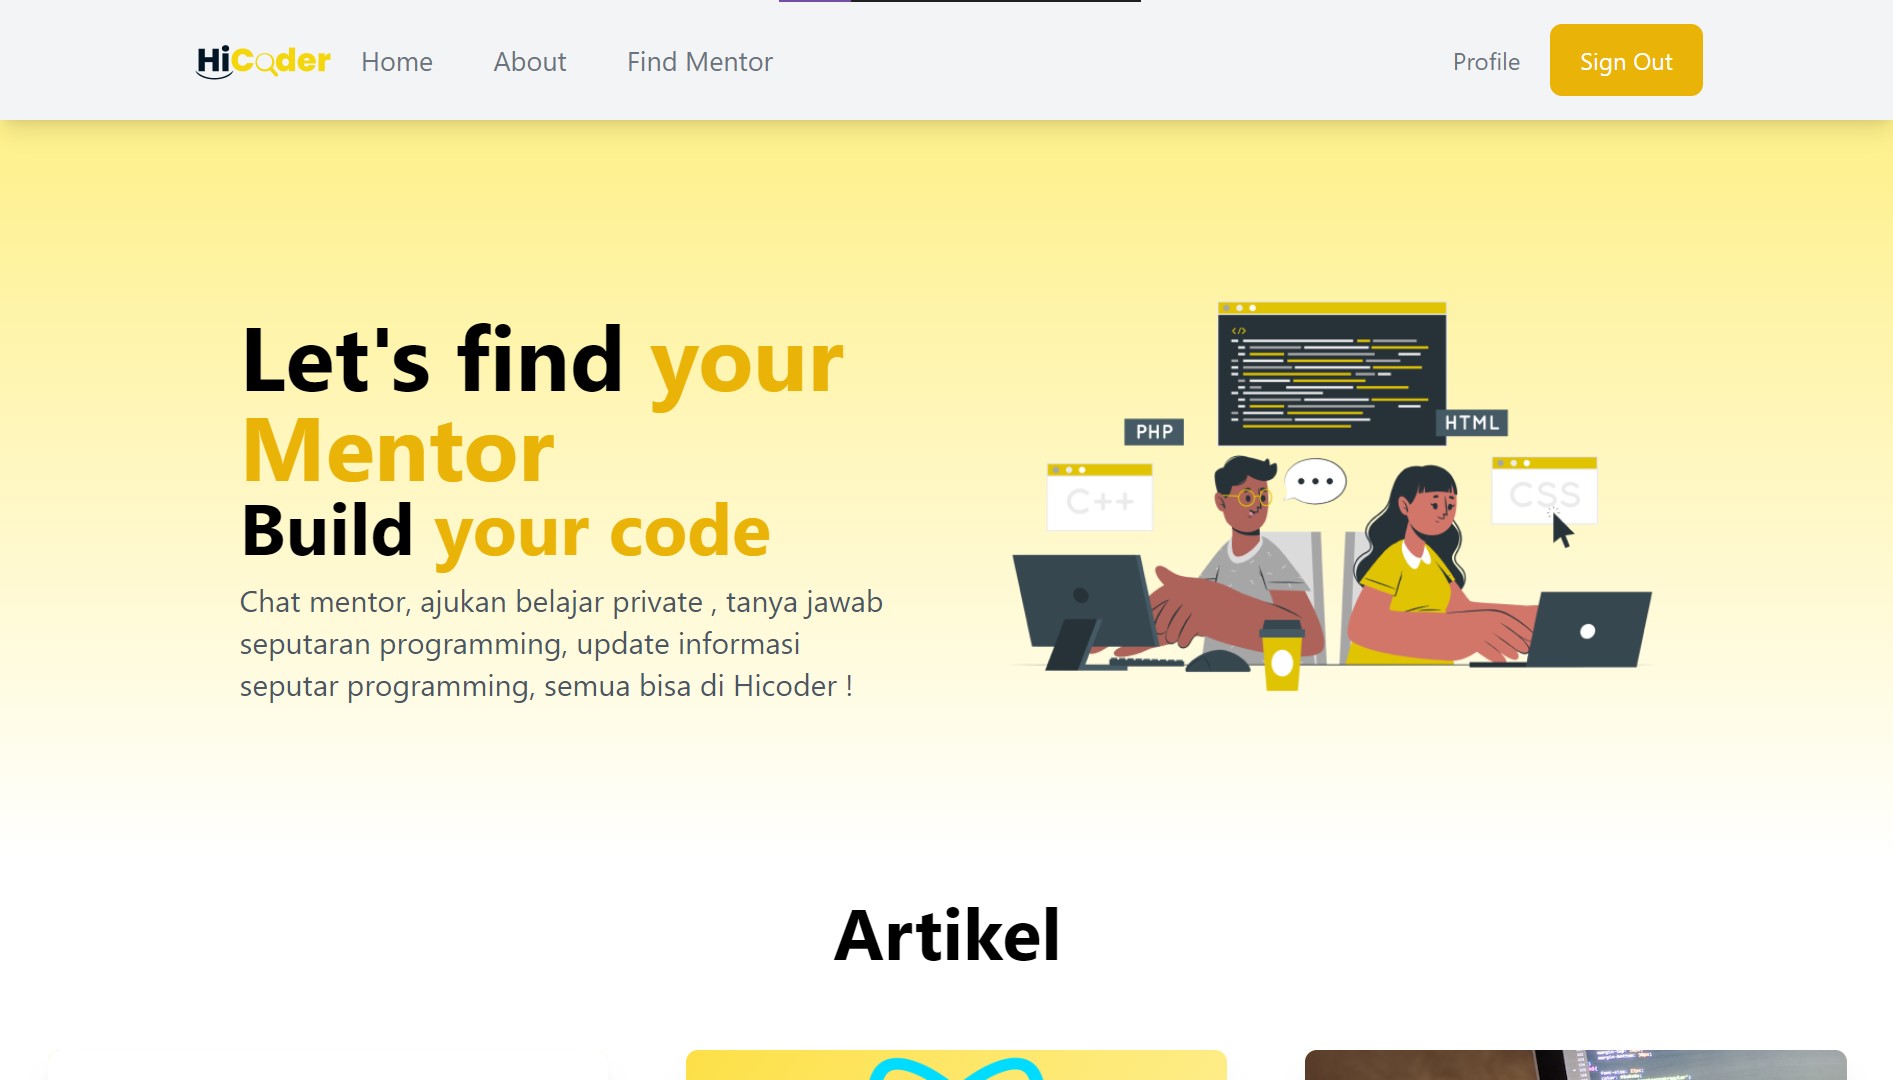 HiCoder
Home
About
Find Mentor
Profile
Sign Out
Let's find your
Mentor
Build your code
Chat mentor, ajukan belajar private , tanya jawab
seputaran programming, update informasi
seputar programming, semua bisa di Hicoder !
</>
PHP
HTML
C++
CSS
Artikel